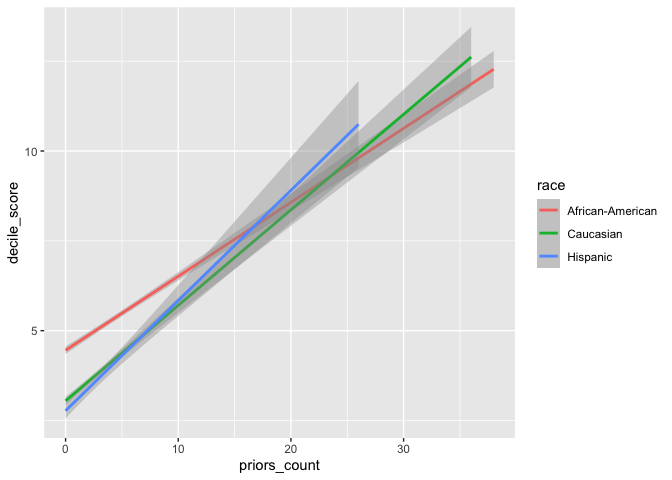 10
5
decile_score
0
10
20
30
priors_count
race
African-American
Caucasian
Hispanic